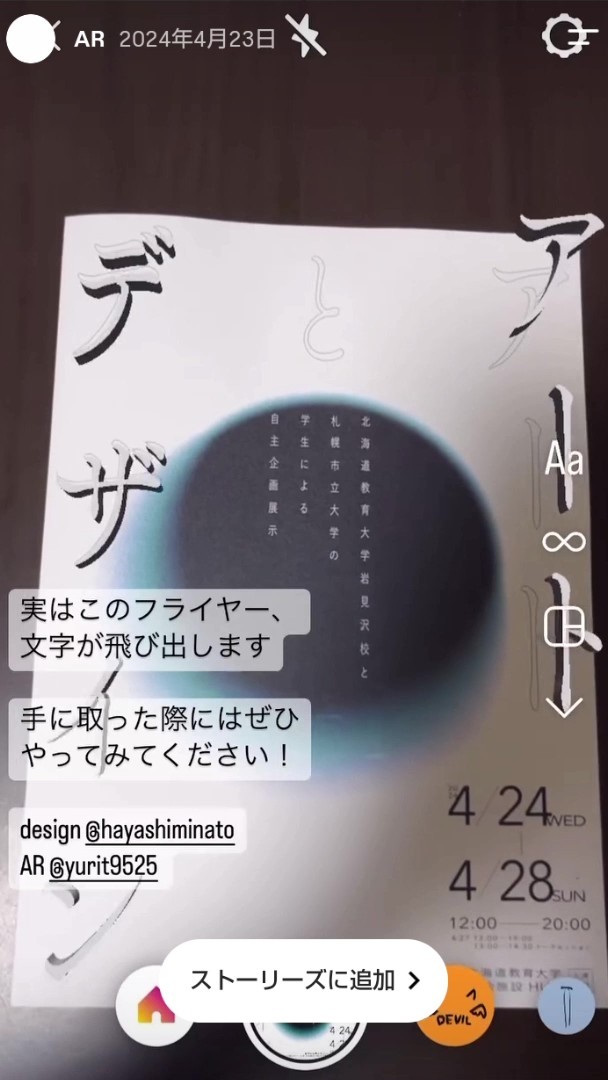 AR 2024年4月23日
アート
と
デザイン
北海道教育大学岩見沢校と
札幌市立大学の
学生による
自主企画展示
Aa
実はこのフライヤー、
文字が飛び出します
手に取った際にはぜひ
やってみてください！
design @hayashiminato
AR @yurit9525
4/24 WED
4/28 SUN
12:00 20:00
海道教育大学
ストーリーズに追加
DEVIL